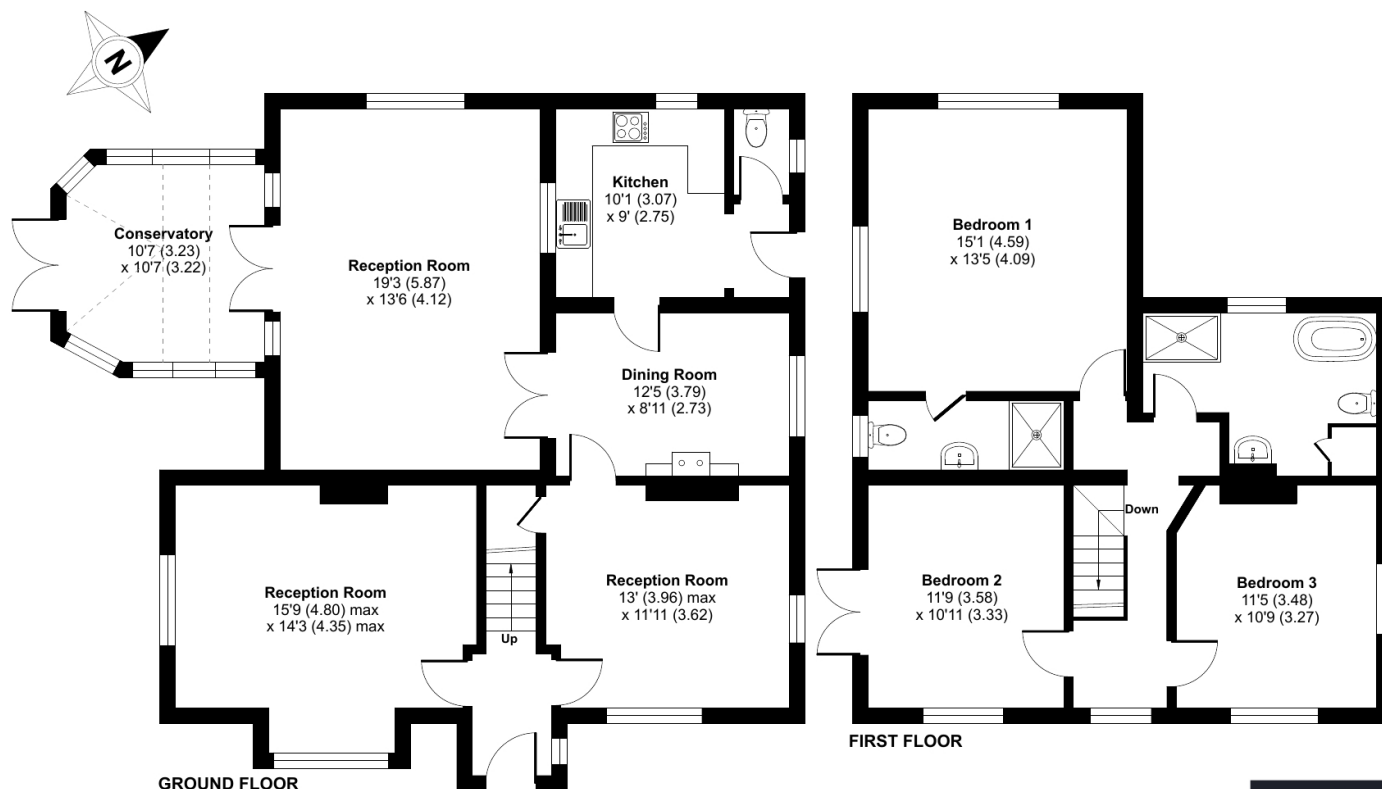 N
Conservatory
10'7 (3.23)
x 10'7 (3.22)
Reception Room
19'3 (5.87)
x 13'6 (4.12)
Kitchen
10'1 (3.07)
x 9' (2.75)
Dining Room
12'5 (3.79)
x 8'11 (2.73)
Reception Room
15'9 (4.80) max
x 14'3 (4.35) max
Up
Reception Room
13' (3.96) max
x 11'11 (3.62)
GROUND FLOOR
Bedroom 1
15'1 (4.59)
x 13'5 (4.09)
Down
Bedroom 2
11'9 (3.58)
x 10'11 (3.33)
Bedroom 3
11'5 (3.48)
x 10'9 (3.27)
FIRST FLOOR